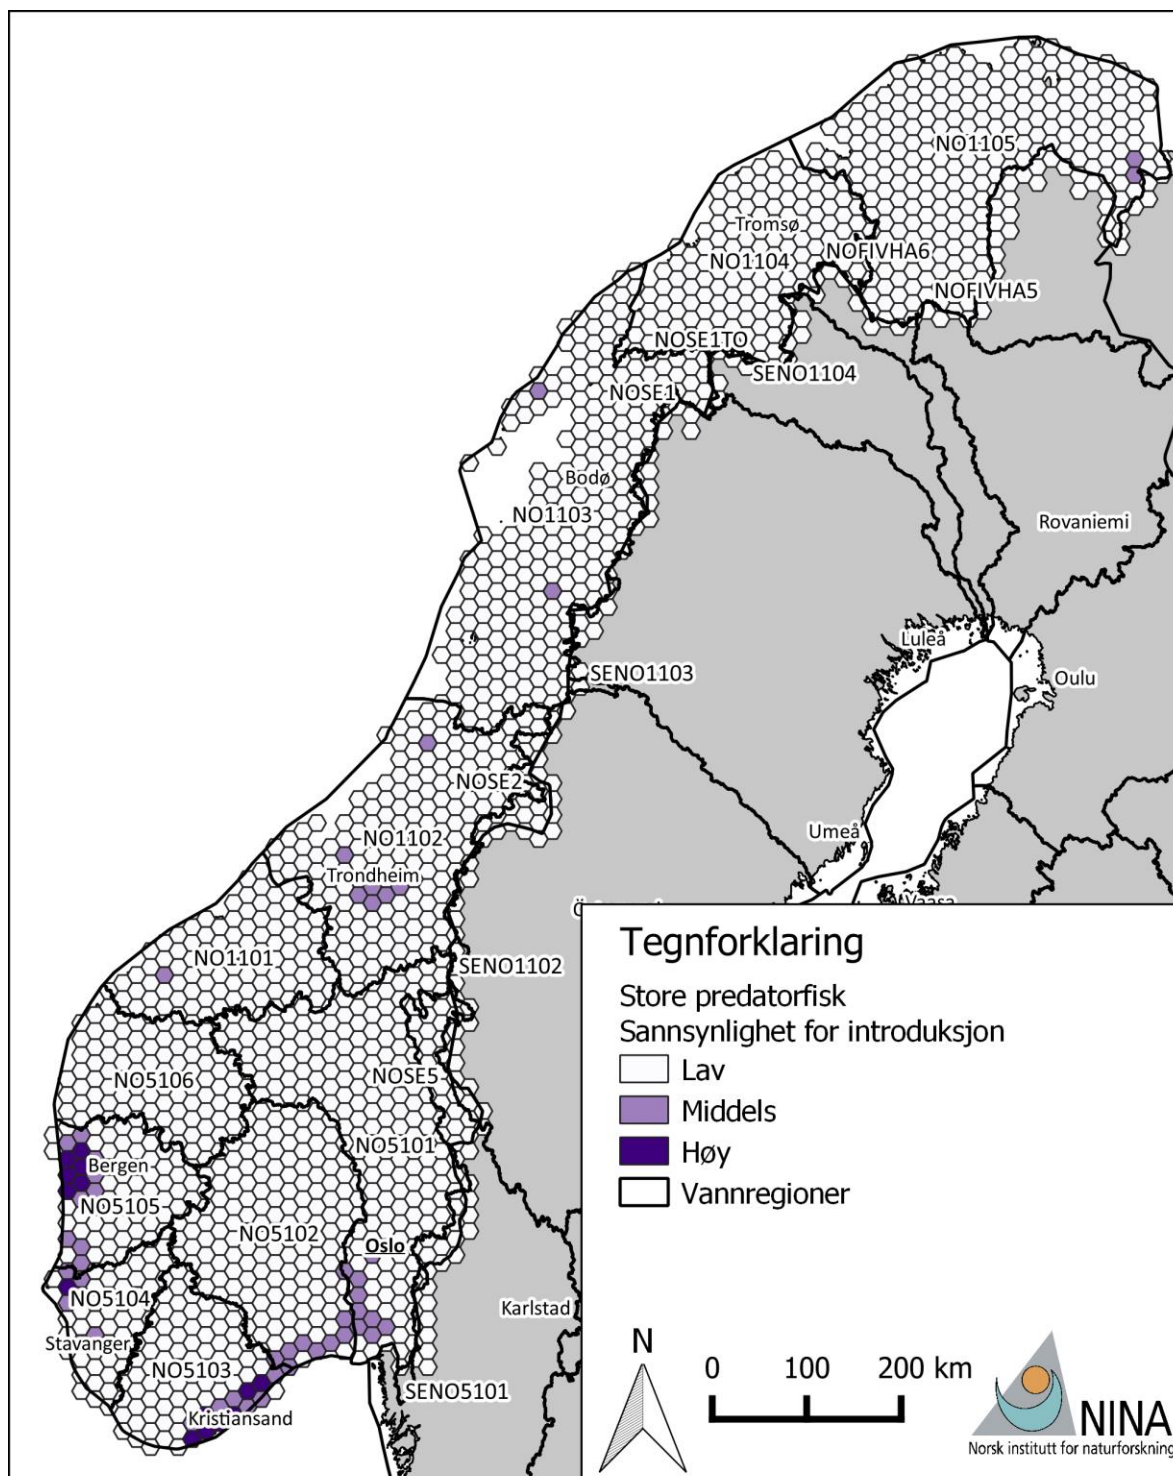 NO1105
Tromsø
NO1104
NOFIVHA6
NOFIVHA5
NOSE1TO
SENO1104
NOSE1
Bodø
NO1103
Rovaniemi
Luleå
SENO1103
Oulu
NOSE2
NO1102
Umeå
Trondheim
Vaasa
NO1101
SENO1102
NOSE5
NO5106
NO5101
Bergen
NO5105
NO5102
Oslo
NO5104
Karlstad
Stavanger
NO5103
SENO5101
Kristiansand
Tegnforklaring
Store predatorfisk
Sannsynlighet for introduksjon
Lav
Middels
Høy
Vannregioner
N
0 100 200 km
NINA
Norsk institutt for naturforskning